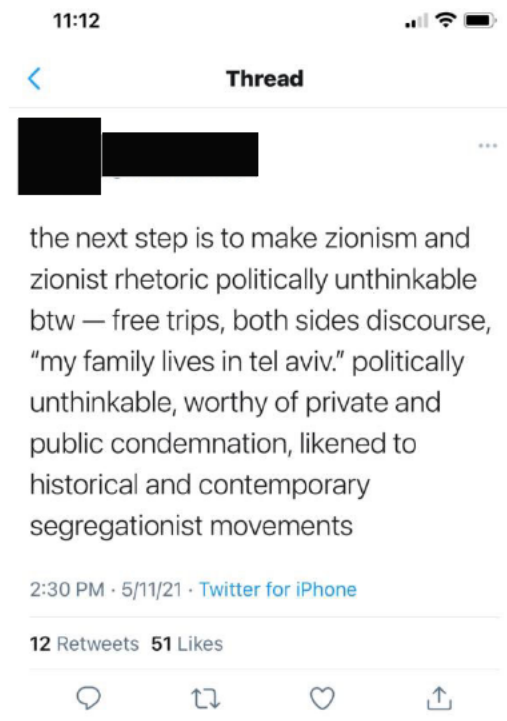 11:12
Thread
the next step is to make zionism and
zionist rhetoric politically unthinkable
btw — free trips, both sides discourse,
“my family lives in tel aviv.” politically
unthinkable, worthy of private and
public condemnation, likened to
historical and contemporary
segregationist movements
2:30 PM · 5/11/21 · Twitter for iPhone
12 Retweets 51 Likes